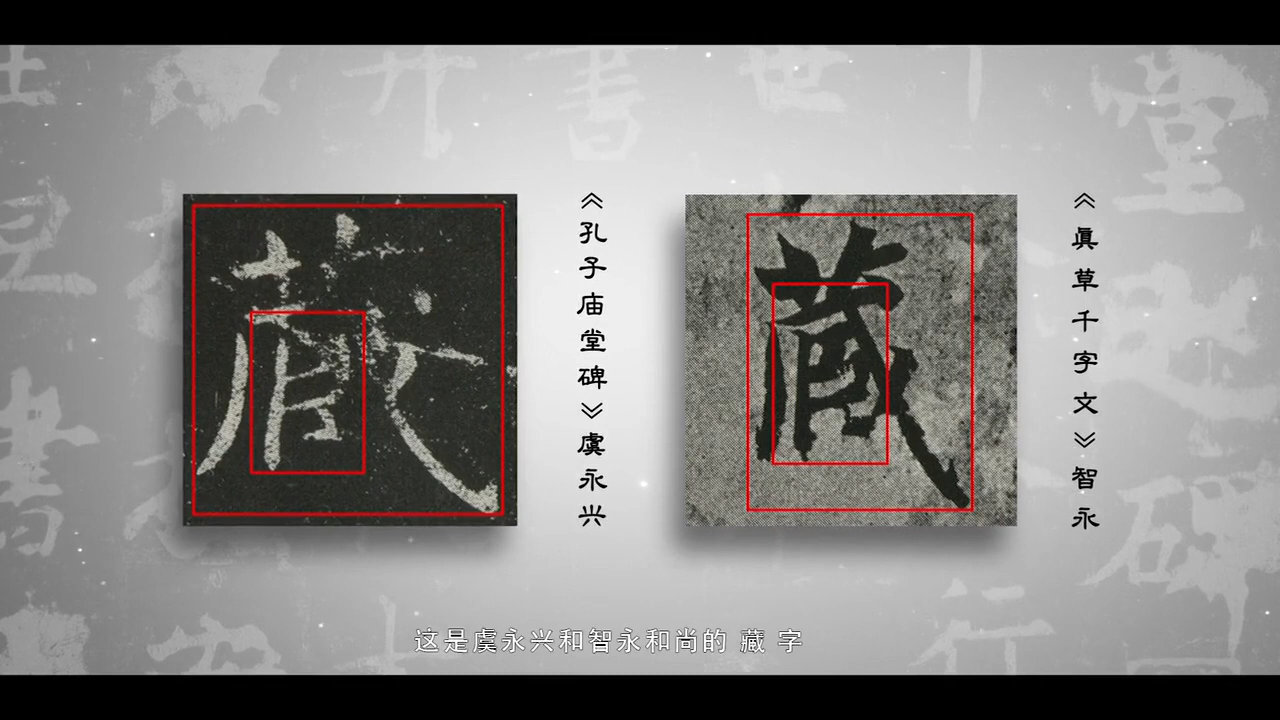 藏
《孔子庙堂碑》虞永兴
藏
《眞草千字文》智永
这是虞永兴和智永和尚的 藏 字